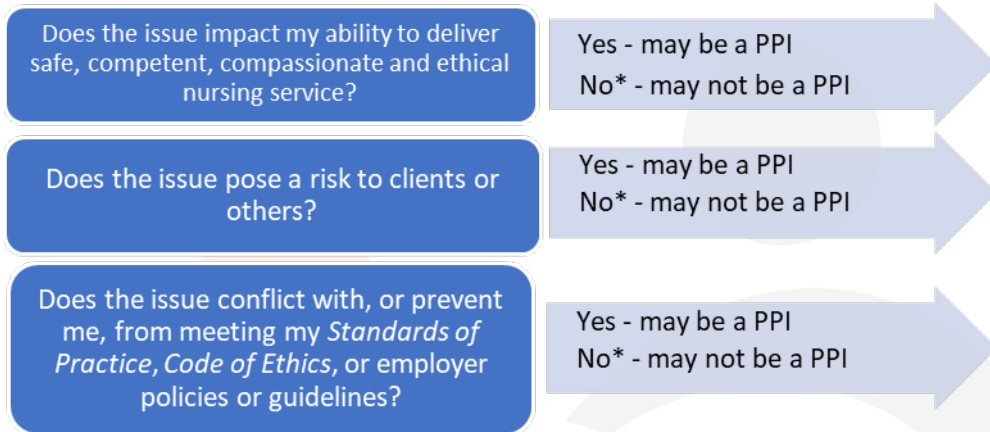 Does the issue impact my ability to deliver
safe, competent, compassionate and ethical
nursing service?
Yes - may be a PPI
No* - may not be a PPI
Does the issue pose a risk to clients or
others?
Yes - may be a PPI
No* - may not be a PPI
Does the issue conflict with, or prevent
me, from meeting my Standards of
Practice, Code of Ethics, or employer
policies or guidelines?
Yes - may be a PPI
No* - may not be a PPI